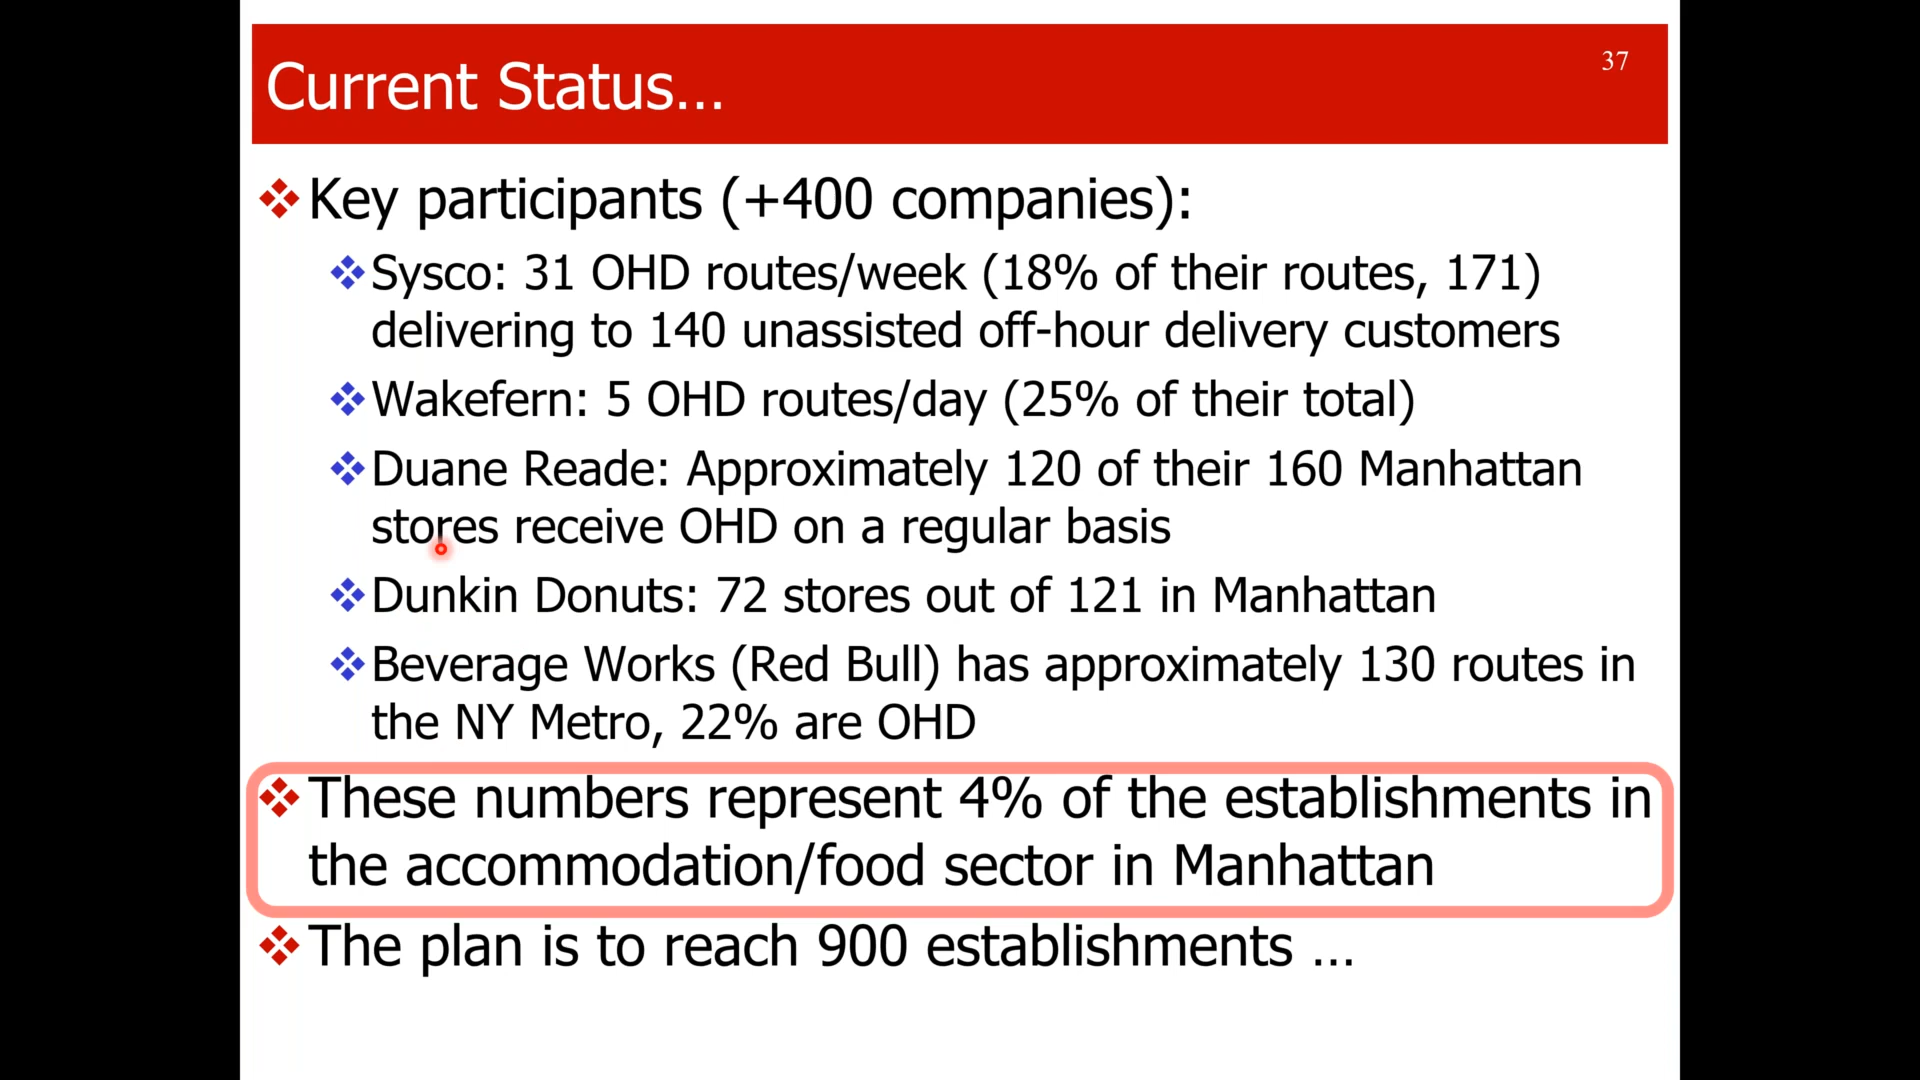 37
Current Status...
Key participants (+400 companies):
Sysco: 31 OHD routes/week (18% of their routes, 171)
delivering to 140 unassisted off-hour delivery customers
Wakefern: 5 OHD routes/day (25% of their total)
Duane Reade: Approximately 120 of their 160 Manhattan
stores receive OHD on a regular basis
Dunkin Donuts: 72 stores out of 121 in Manhattan
Beverage Works (Red Bull) has approximately 130 routes in
the NY Metro, 22% are OHD
These numbers represent 4% of the establishments in
the accommodation/food sector in Manhattan
The plan is to reach 900 establishments ...